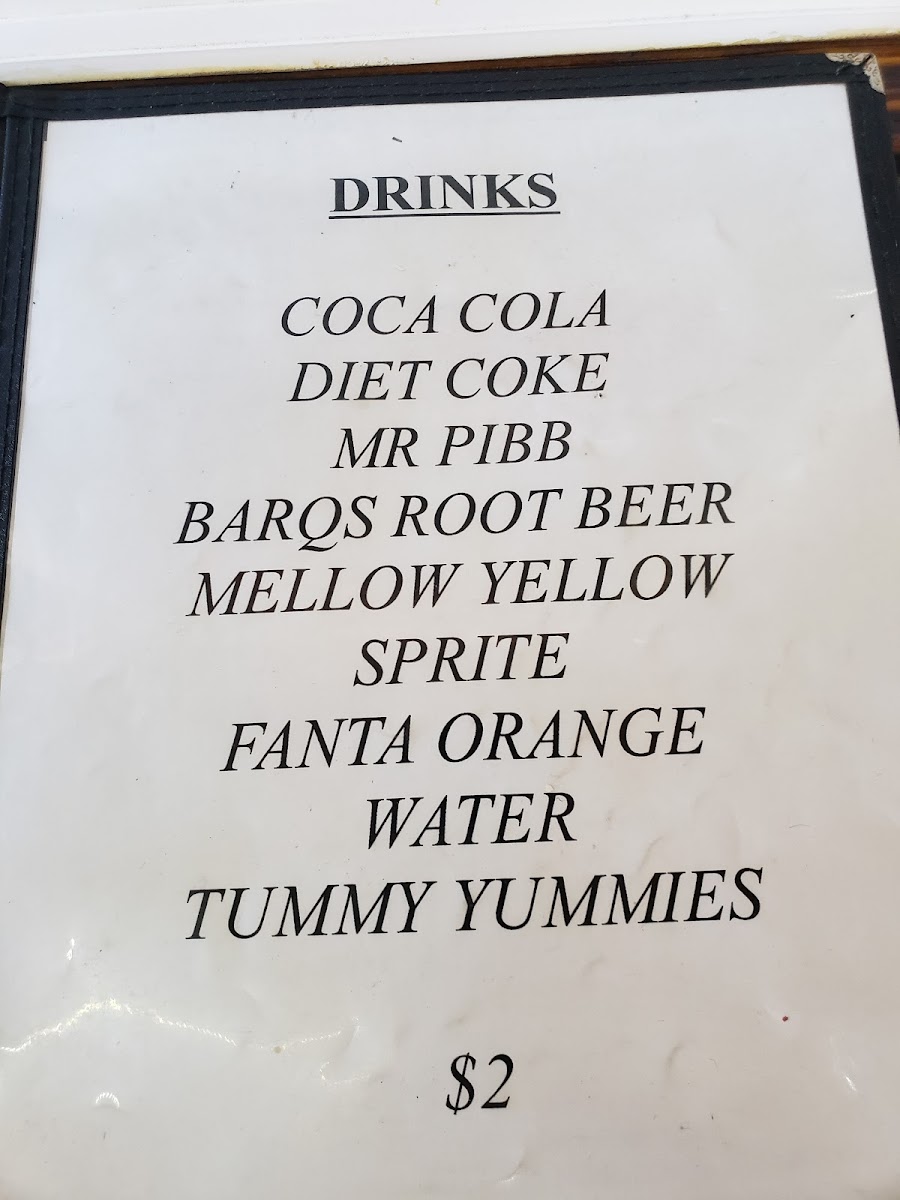 DRINKS
COCA COLA
DIET COKE
MR PIBB
BARQS ROOT BEER
MELLOW YELLOW
SPRITE
FANTA ORANGE
WATER
TUMMY YUMMIES
$2